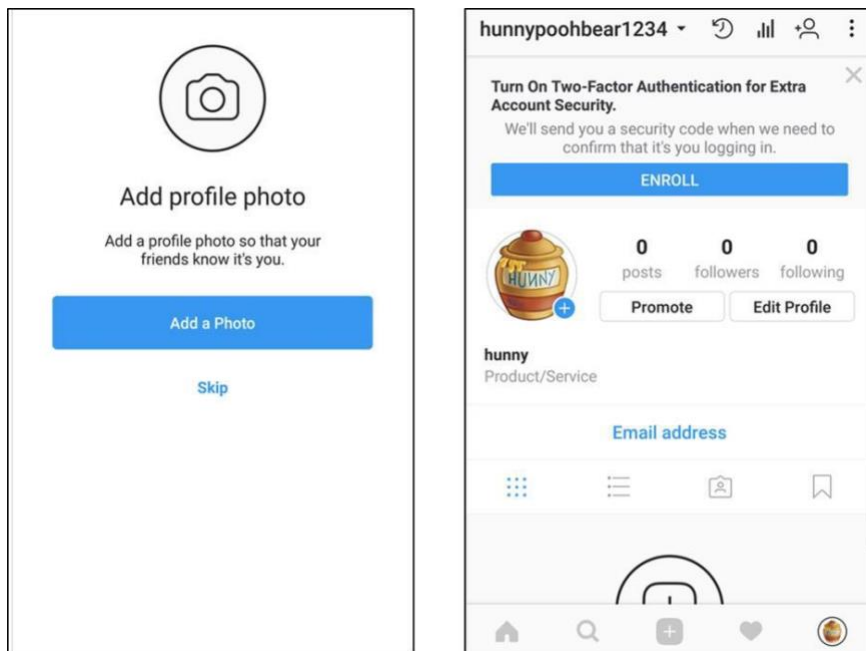 Add profile photo
Add a profile photo so that your
friends know it's you.
Add a Photo
Skip
hunnypoohbear1234
Turn On Two-Factor Authentication for Extra
Account Security.
We'll send you a security code when we need to
confirm that it's you logging in.
ENROLL
HUNNY
0 0 0
posts followers following
Promote Edit Profile
hunny
Product/Service
Email address